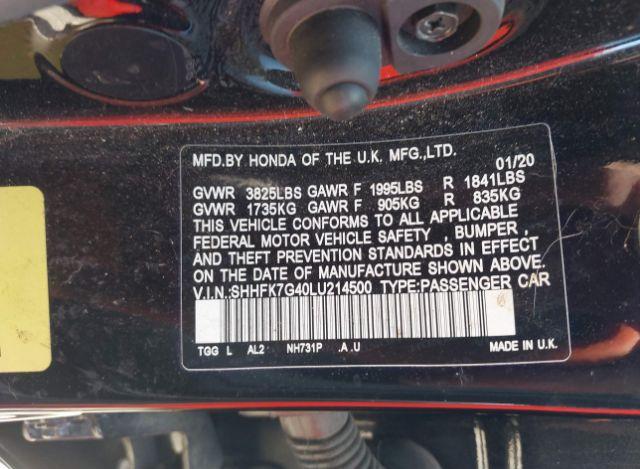 MFD.BY HONDA OF THE U.K. MFG.,LTD. 01/20
GVWR 3825LBS GAWR F 1995LBS R 1841LBS
GVWR 1735KG GAWR F 905KG R 835KG
THIS VEHICLE CONFORMS TO ALL APPLICABLE
FEDERAL MOTOR VEHICLE SAFETY , BUMPER ,
AND THEFT PREVENTION STANDARDS IN EFFECT
ON THE DATE OF MANUFACTURE SHOWN ABOVE.
V.I.N:SHHFK7G40LU214500 TYPE:PASSENGER CAR
TGG L AL2 NH731P .A .U MADE IN U.K.